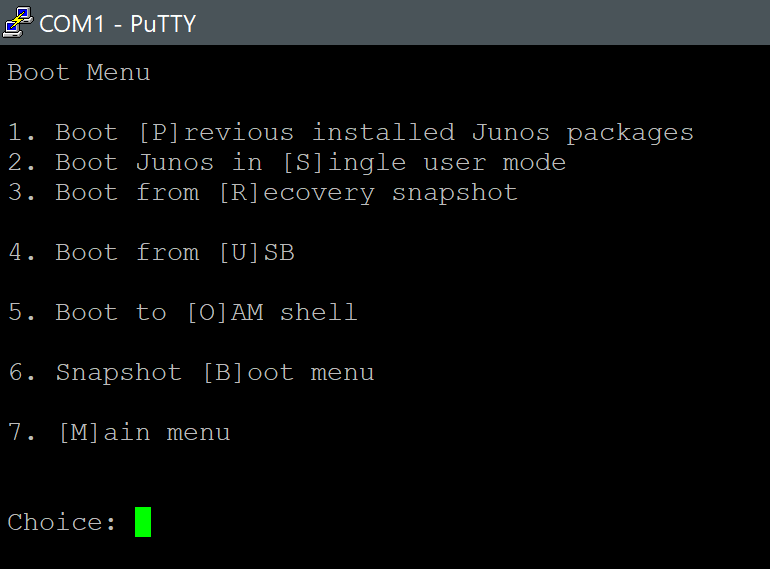 COM1 - PuTTY
Boot Menu
1. Boot [P]revious installed Junos packages
2. Boot Junos in [S]ingle user mode
3. Boot from [R]ecovery snapshot
4. Boot from [U]SB
5. Boot to [O]AM shell
6. Snapshot [B]oot menu
7. [M]ain menu
Choice: